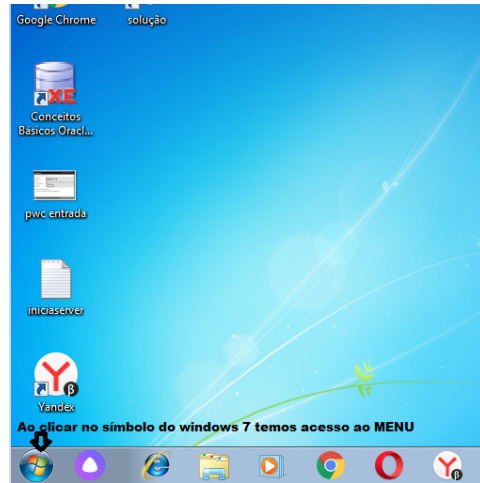 Google Chrome
solução
XE
Conceitos
Básicos Oracl...
pwc entrada
iniciaserver
Y β
Yandex
Ao clicar no símbolo do windows 7 temos acesso ao MENU
Y β